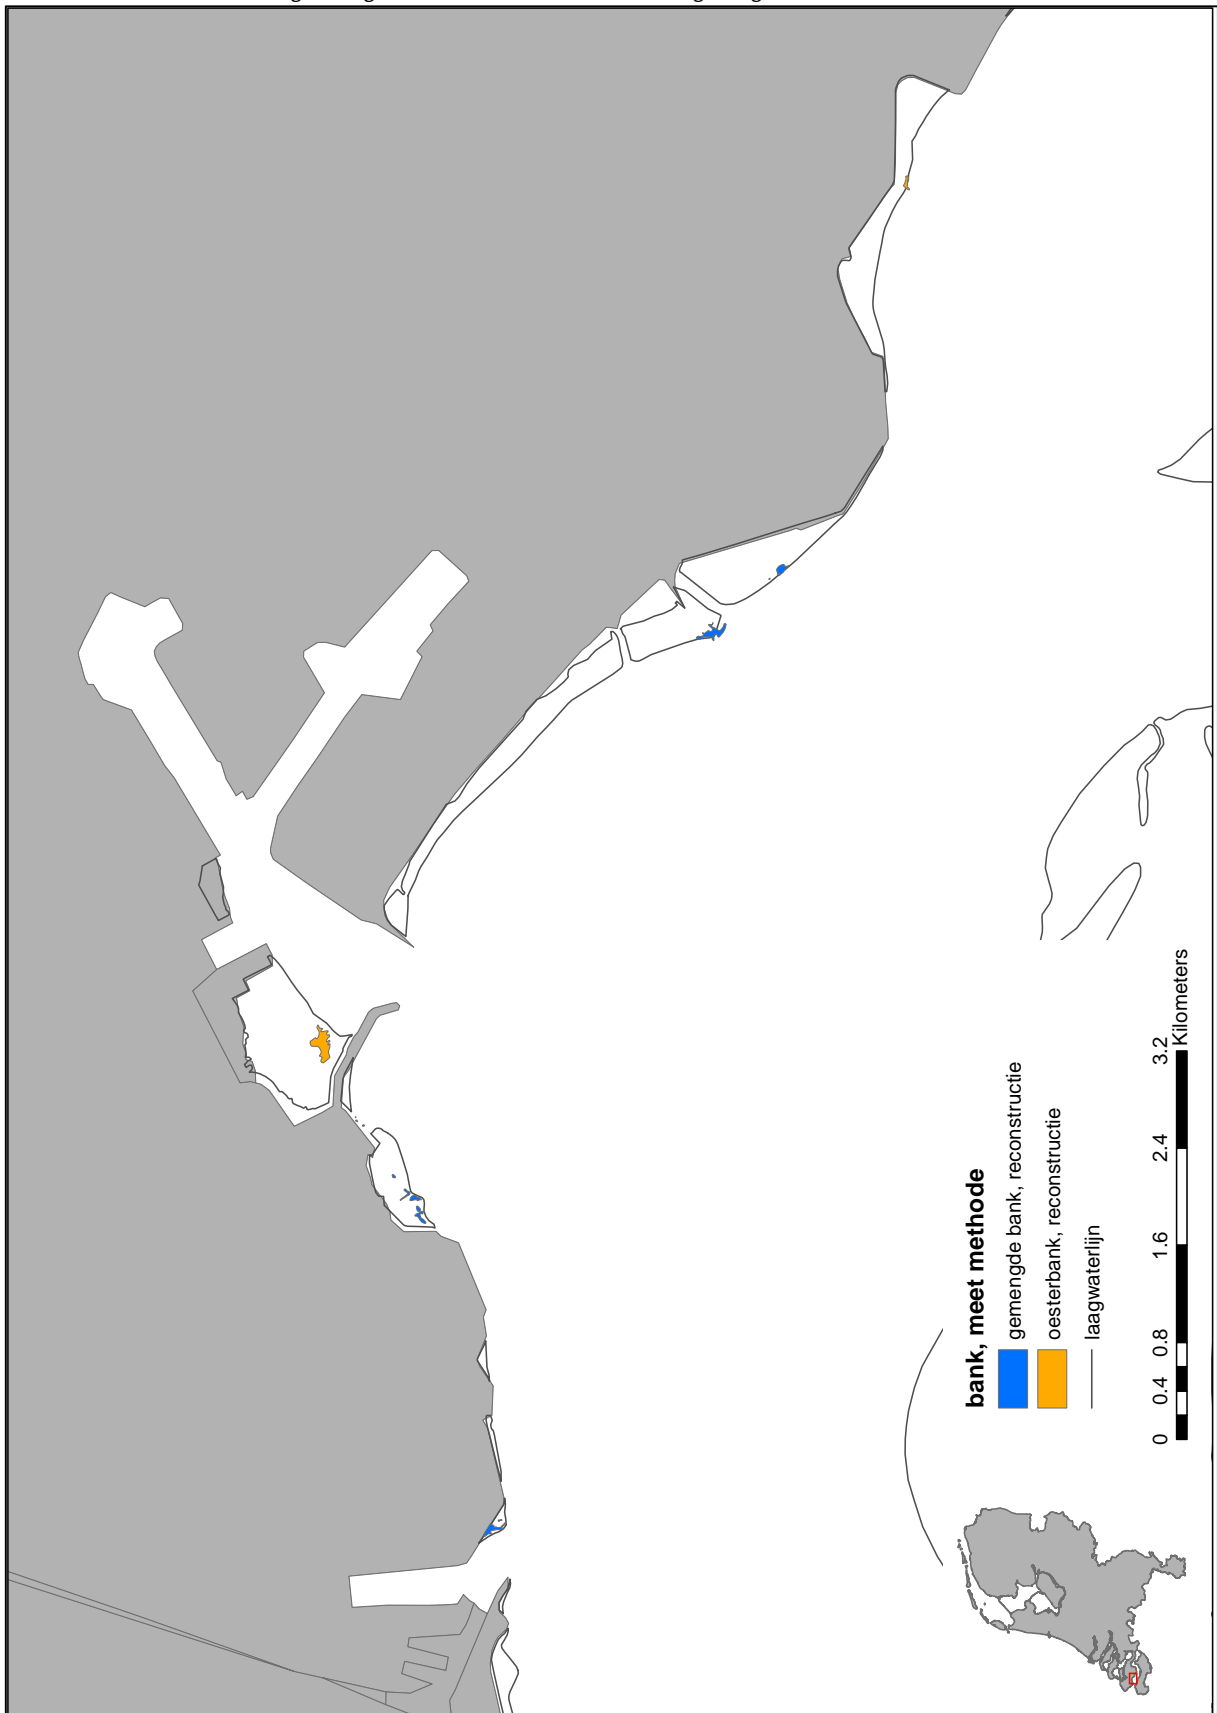 bank, meet methode
gemengde bank, reconstructie
oesterbank, reconstructie
laagwaterlijn
0 0.4 0.8 1.6 2.4 3.2
Kilometers